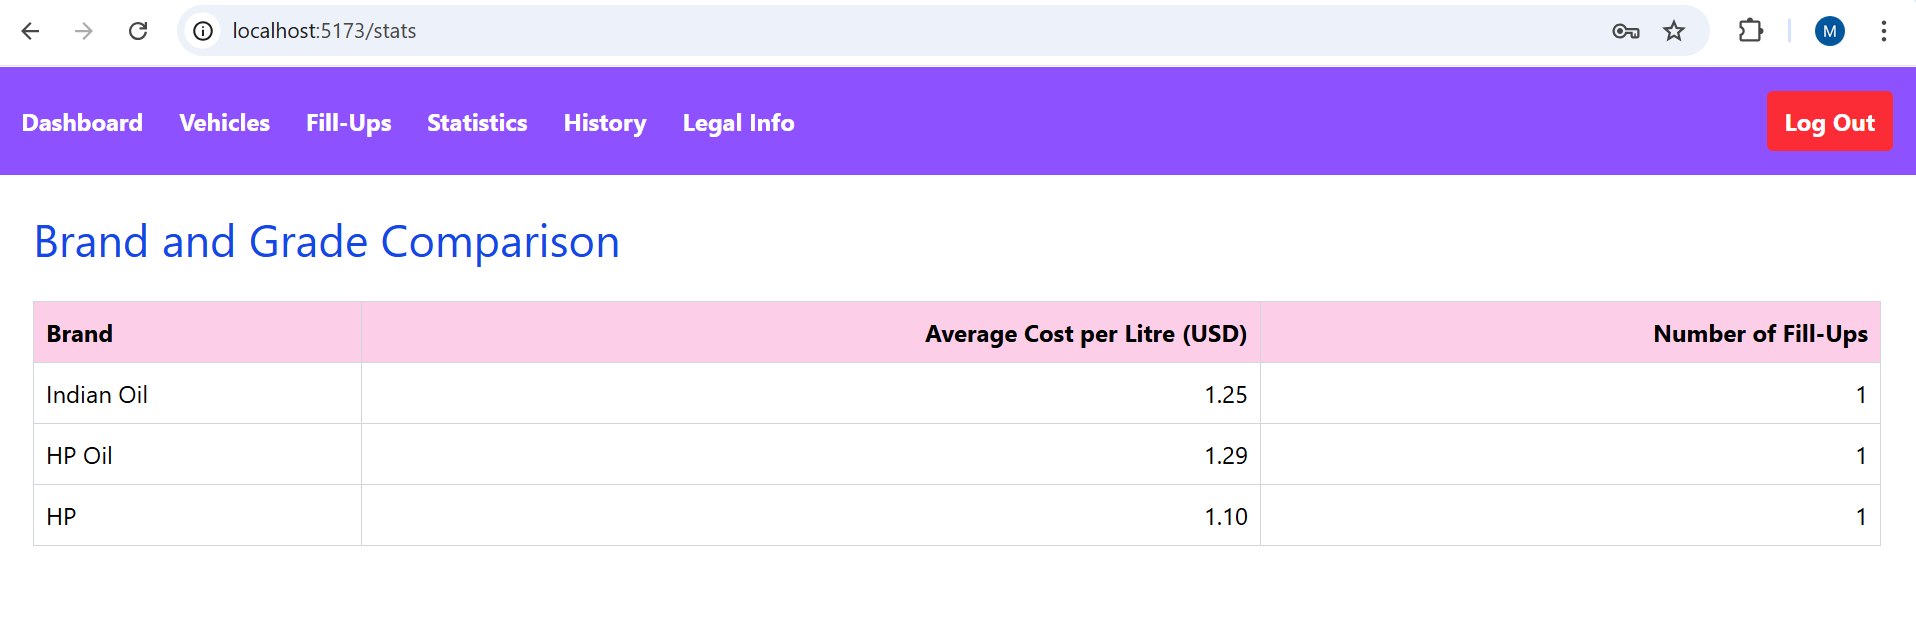 localhost:5173/stats
M
Dashboard Vehicles Fill-Ups Statistics History Legal Info Log Out
Brand and Grade Comparison
Brand Average Cost per Litre (USD) Number of Fill-Ups
Indian Oil 1.25 1
HP Oil 1.29 1
HP 1.10 1